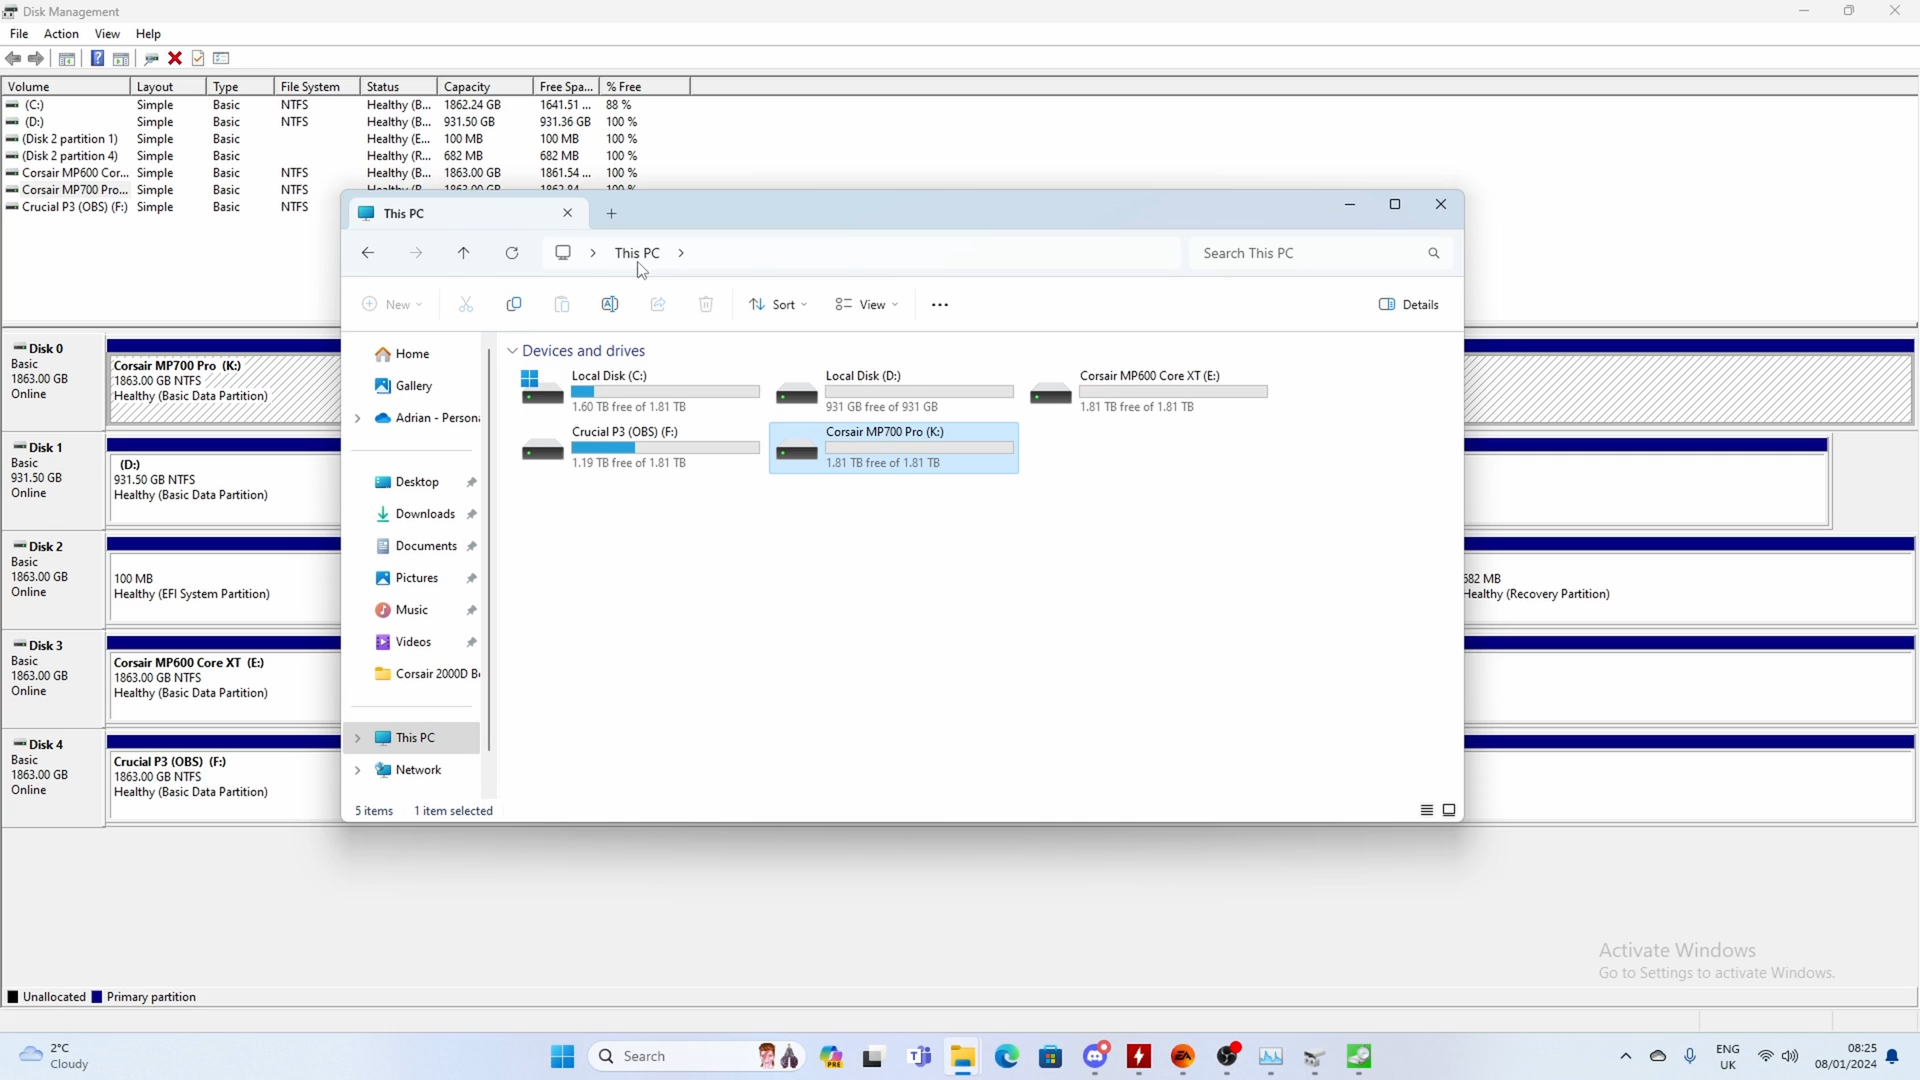 Disk Management
File Action View Help
Volume Layout Type File System Status Capacity Free Spa... % Free
(C:) Simple Basic NTFS Healthy (B... 1862.24 GB 1641.51 ... 88 %
(D:) Simple Basic NTFS Healthy (B... 931.50 GB 931.36 GB 100 %
(Disk 2 partition 1) Simple Basic Healthy (E... 100 MB 100 MB 100 %
(Disk 2 partition 4) Simple Basic Healthy (R... 682 MB 682 MB 100 %
Corsair MP600 Cor... Simple Basic NTFS Healthy (B... 1863.00 GB 1861.54 ... 100 %
Corsair MP700 Pro... Simple Basic NTFS
Crucial P3 (OBS) (F:) Simple Basic NTFS
This PC
This PC
Search This PC
New
Sort
View
Details
Home
Gallery
Adrian - Persona
Desktop
Downloads
Documents
Pictures
Music
Videos
Corsair 2000D
This PC
Network
Devices and drives
Local Disk (C:)
1.60 TB free of 1.81 TB
Local Disk (D:)
931 GB free of 931 GB
Corsair MP600 Core XT (E:)
1.81 TB free of 1.81 TB
Crucial P3 (OBS) (F:)
1.19 TB free of 1.81 TB
Corsair MP700 Pro (K:)
1.81 TB free of 1.81 TB
5 items 1 item selected
Disk 0
Basic
1863.00 GB
Online
Corsair MP700 Pro (K:)
1863.00 GB NTFS
Healthy (Basic Data Partition)
Disk 1
Basic
931.50 GB
Online
(D:)
931.50 GB NTFS
Healthy (Basic Data Partition)
Disk 2
Basic
1863.00 GB
Online
100 MB
Healthy (EFI System Partition)
682 MB
Healthy (Recovery Partition)
Disk 3
Basic
1863.00 GB
Online
Corsair MP600 Core XT (E:)
1863.00 GB NTFS
Healthy (Basic Data Partition)
Disk 4
Basic
1863.00 GB
Online
Crucial P3 (OBS) (F:)
1863.00 GB NTFS
Healthy (Basic Data Partition)
Activate Windows
Go to Settings to activate Windows.
Unallocated Primary partition
2°C
Cloudy
Search
PRE
EA
ENG
UK
08:25
08/01/2024